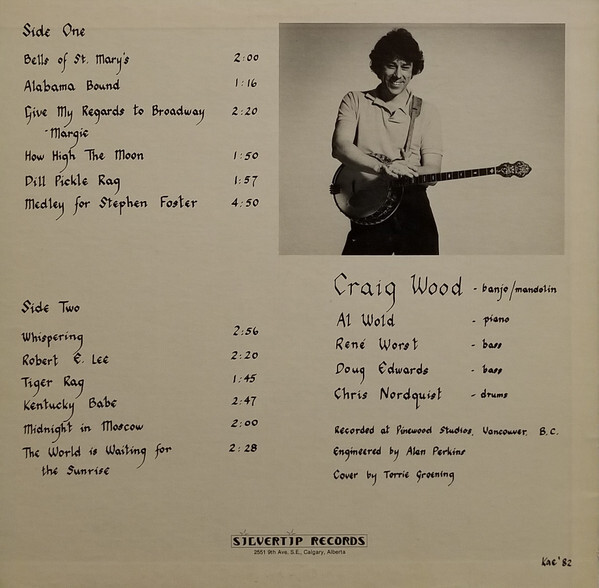 Side One
Bells of St. Mary's 2:00
Alabama Bound 1:16
Give My Regards to Broadway 2:20
-Margie
How High The Moon 1:50
Dill Pickle Rag 1:57
Medley for Stephen Foster 4:50
Side Two
Whispering 2:56
Robert E. Lee 2:20
Tiger Rag 1:45
Kentucky Babe 2:47
Midnight in Moscow 2:00
The World is Waiting for 2:28
the Sunrise
Craig Wood - banjo/mandolin
Al Wold - piano
René Worst - bass
Doug Edwards - bass
Chris Nordquist - drums
Recorded at Pinewood Studios, Vancouver, B.C.
Engineered by Alan Perkins
Cover by Torrie Groening
SILVERTIP RECORDS
2551 9th Ave. S.E., Calgary, Alberta
Kae '82